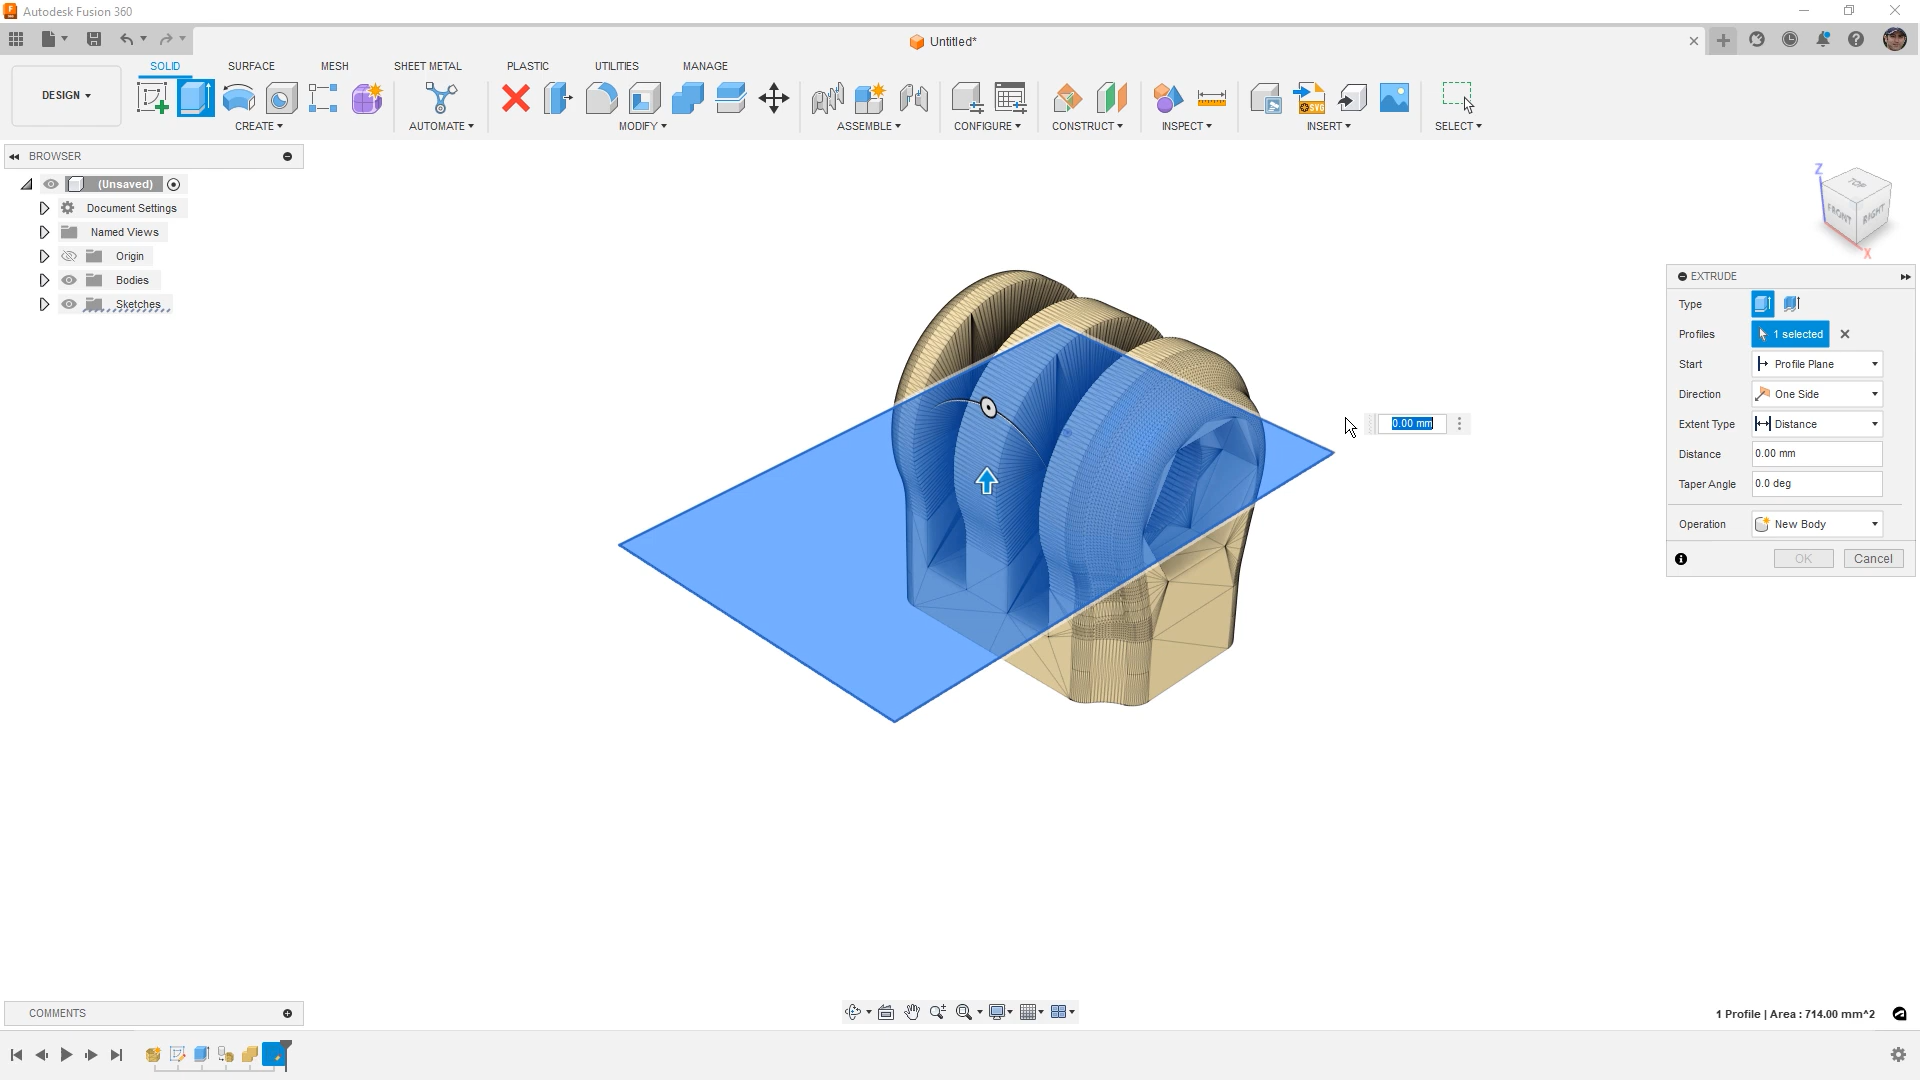 Autodesk Fusion 360
Untitled*
DESIGN
SOLID SURFACE MESH SHEET METAL PLASTIC UTILITIES MANAGE
CREATE AUTOMATE MODIFY ASSEMBLE CONFIGURE CONSTRUCT INSPECT INSERT SELECT
BROWSER
(Unsaved)
Document Settings
Named Views
Origin
Bodies
Sketches
Z
TOP
FRONT RIGHT
X
0.00 mm
EXTRUDE
Type
Profiles 1 selected
Start Profile Plane
Direction One Side
Extent Type Distance
Distance 0.00 mm
Taper Angle 0.0 deg
Operation New Body
OK Cancel
COMMENTS
1 Profile | Area : 714.00 mm^2